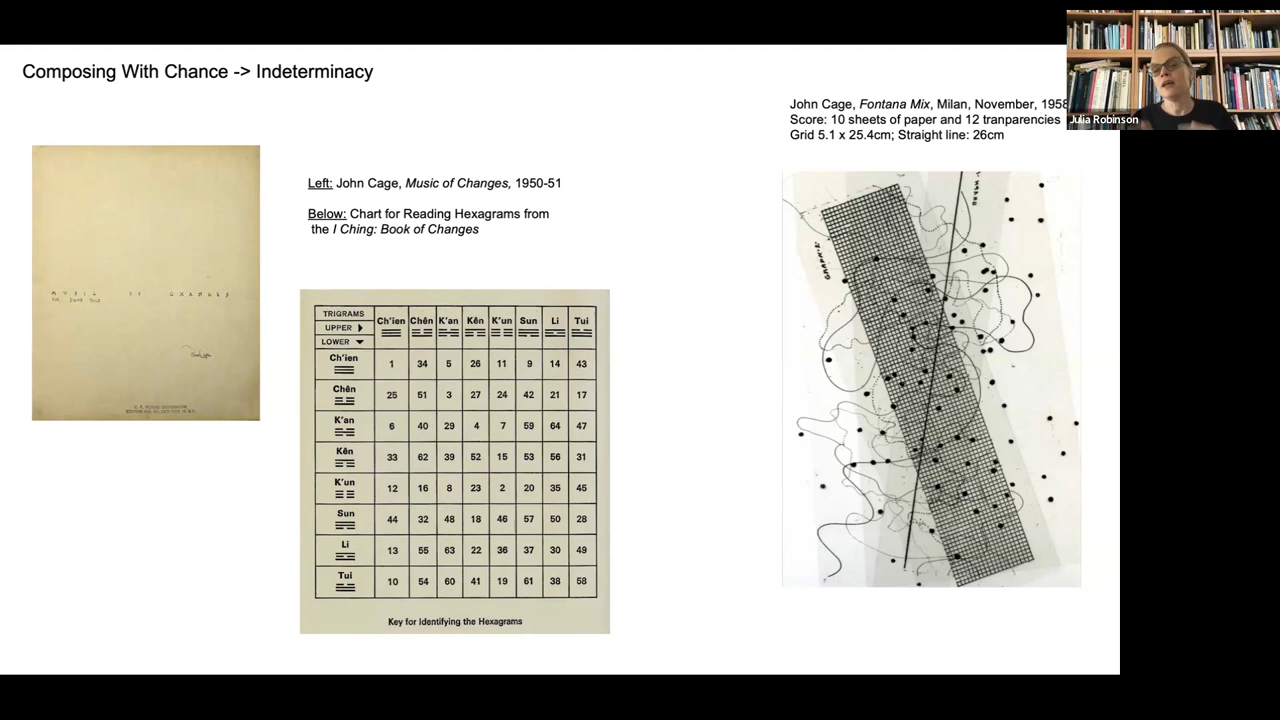 Composing With Chance -> Indeterminacy
Left: John Cage, Music of Changes, 1950-51
Below: Chart for Reading Hexagrams from
the I Ching: Book of Changes
TRIGRAMS
UPPER ▶
LOWER ▼
Ch'ien Chên K'an Kên K'un Sun Li Tui
Ch'ien 1 34 5 26 11 9 14 43
Chên 25 51 3 27 24 42 21 17
K'an 6 40 29 4 7 59 64 47
Kên 33 62 39 52 15 53 56 31
K'un 12 16 8 23 2 20 35 45
Sun 44 32 48 18 46 57 50 28
Li 13 55 63 22 36 37 30 49
Tui 10 54 60 41 19 61 38 58
Key for Identifying the Hexagrams
John Cage, Fontana Mix, Milan, November, 1958
Score: 10 sheets of paper and 12 tranparencies
Grid 5.1 x 25.4cm; Straight line: 26cm
Julia Robinson